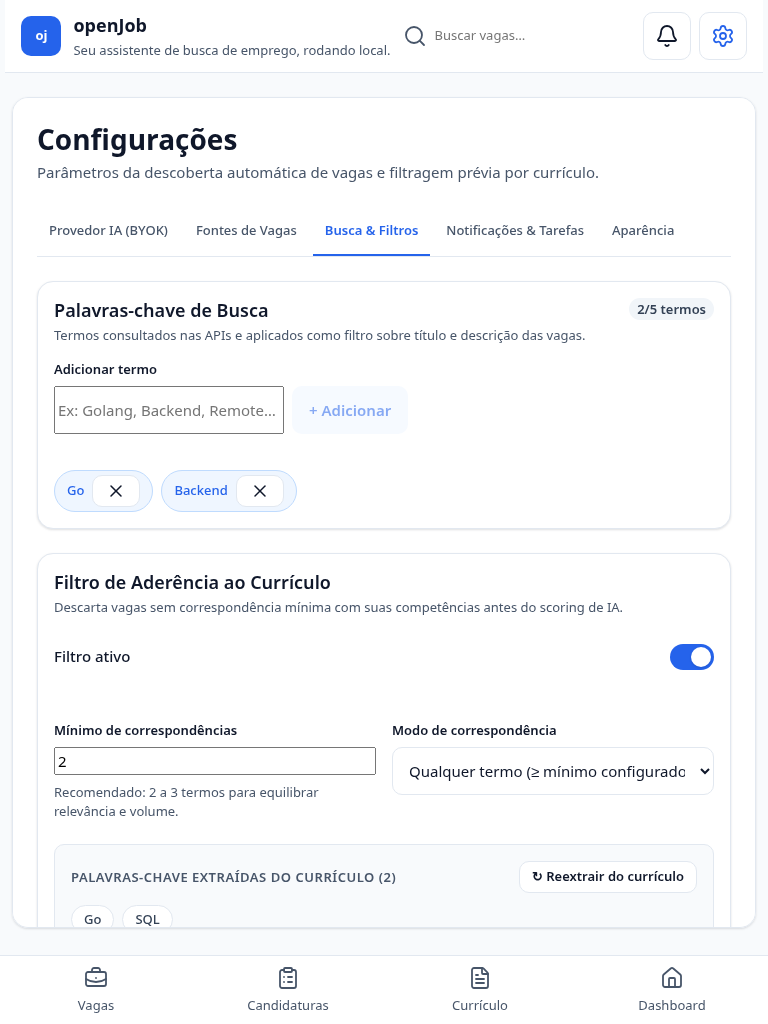 oj
openJob
Seu assistente de busca de emprego, rodando local.
Buscar vagas...
Configurações
Parâmetros da descoberta automática de vagas e filtragem prévia por currículo.
Provedor IA (BYOK)
Fontes de Vagas
Busca & Filtros
Notificações & Tarefas
Aparência
Palavras-chave de Busca
2/5 termos
Termos consultados nas APIs e aplicados como filtro sobre título e descrição das vagas.
Adicionar termo
Ex: Golang, Backend, Remote...
+ Adicionar
Go
Backend
Filtro de Aderência ao Currículo
Descarta vagas sem correspondência mínima com suas competências antes do scoring de IA.
Filtro ativo
Mínimo de correspondências
Modo de correspondência
2
Qualquer termo (≥ mínimo configurado
Recomendado: 2 a 3 termos para equilibrar
relevância e volume.
PALAVRAS-CHAVE EXTRAÍDAS DO CURRÍCULO (2)
↻ Reextrair do currículo
Go
SQL
Vagas
Candidaturas
Currículo
Dashboard